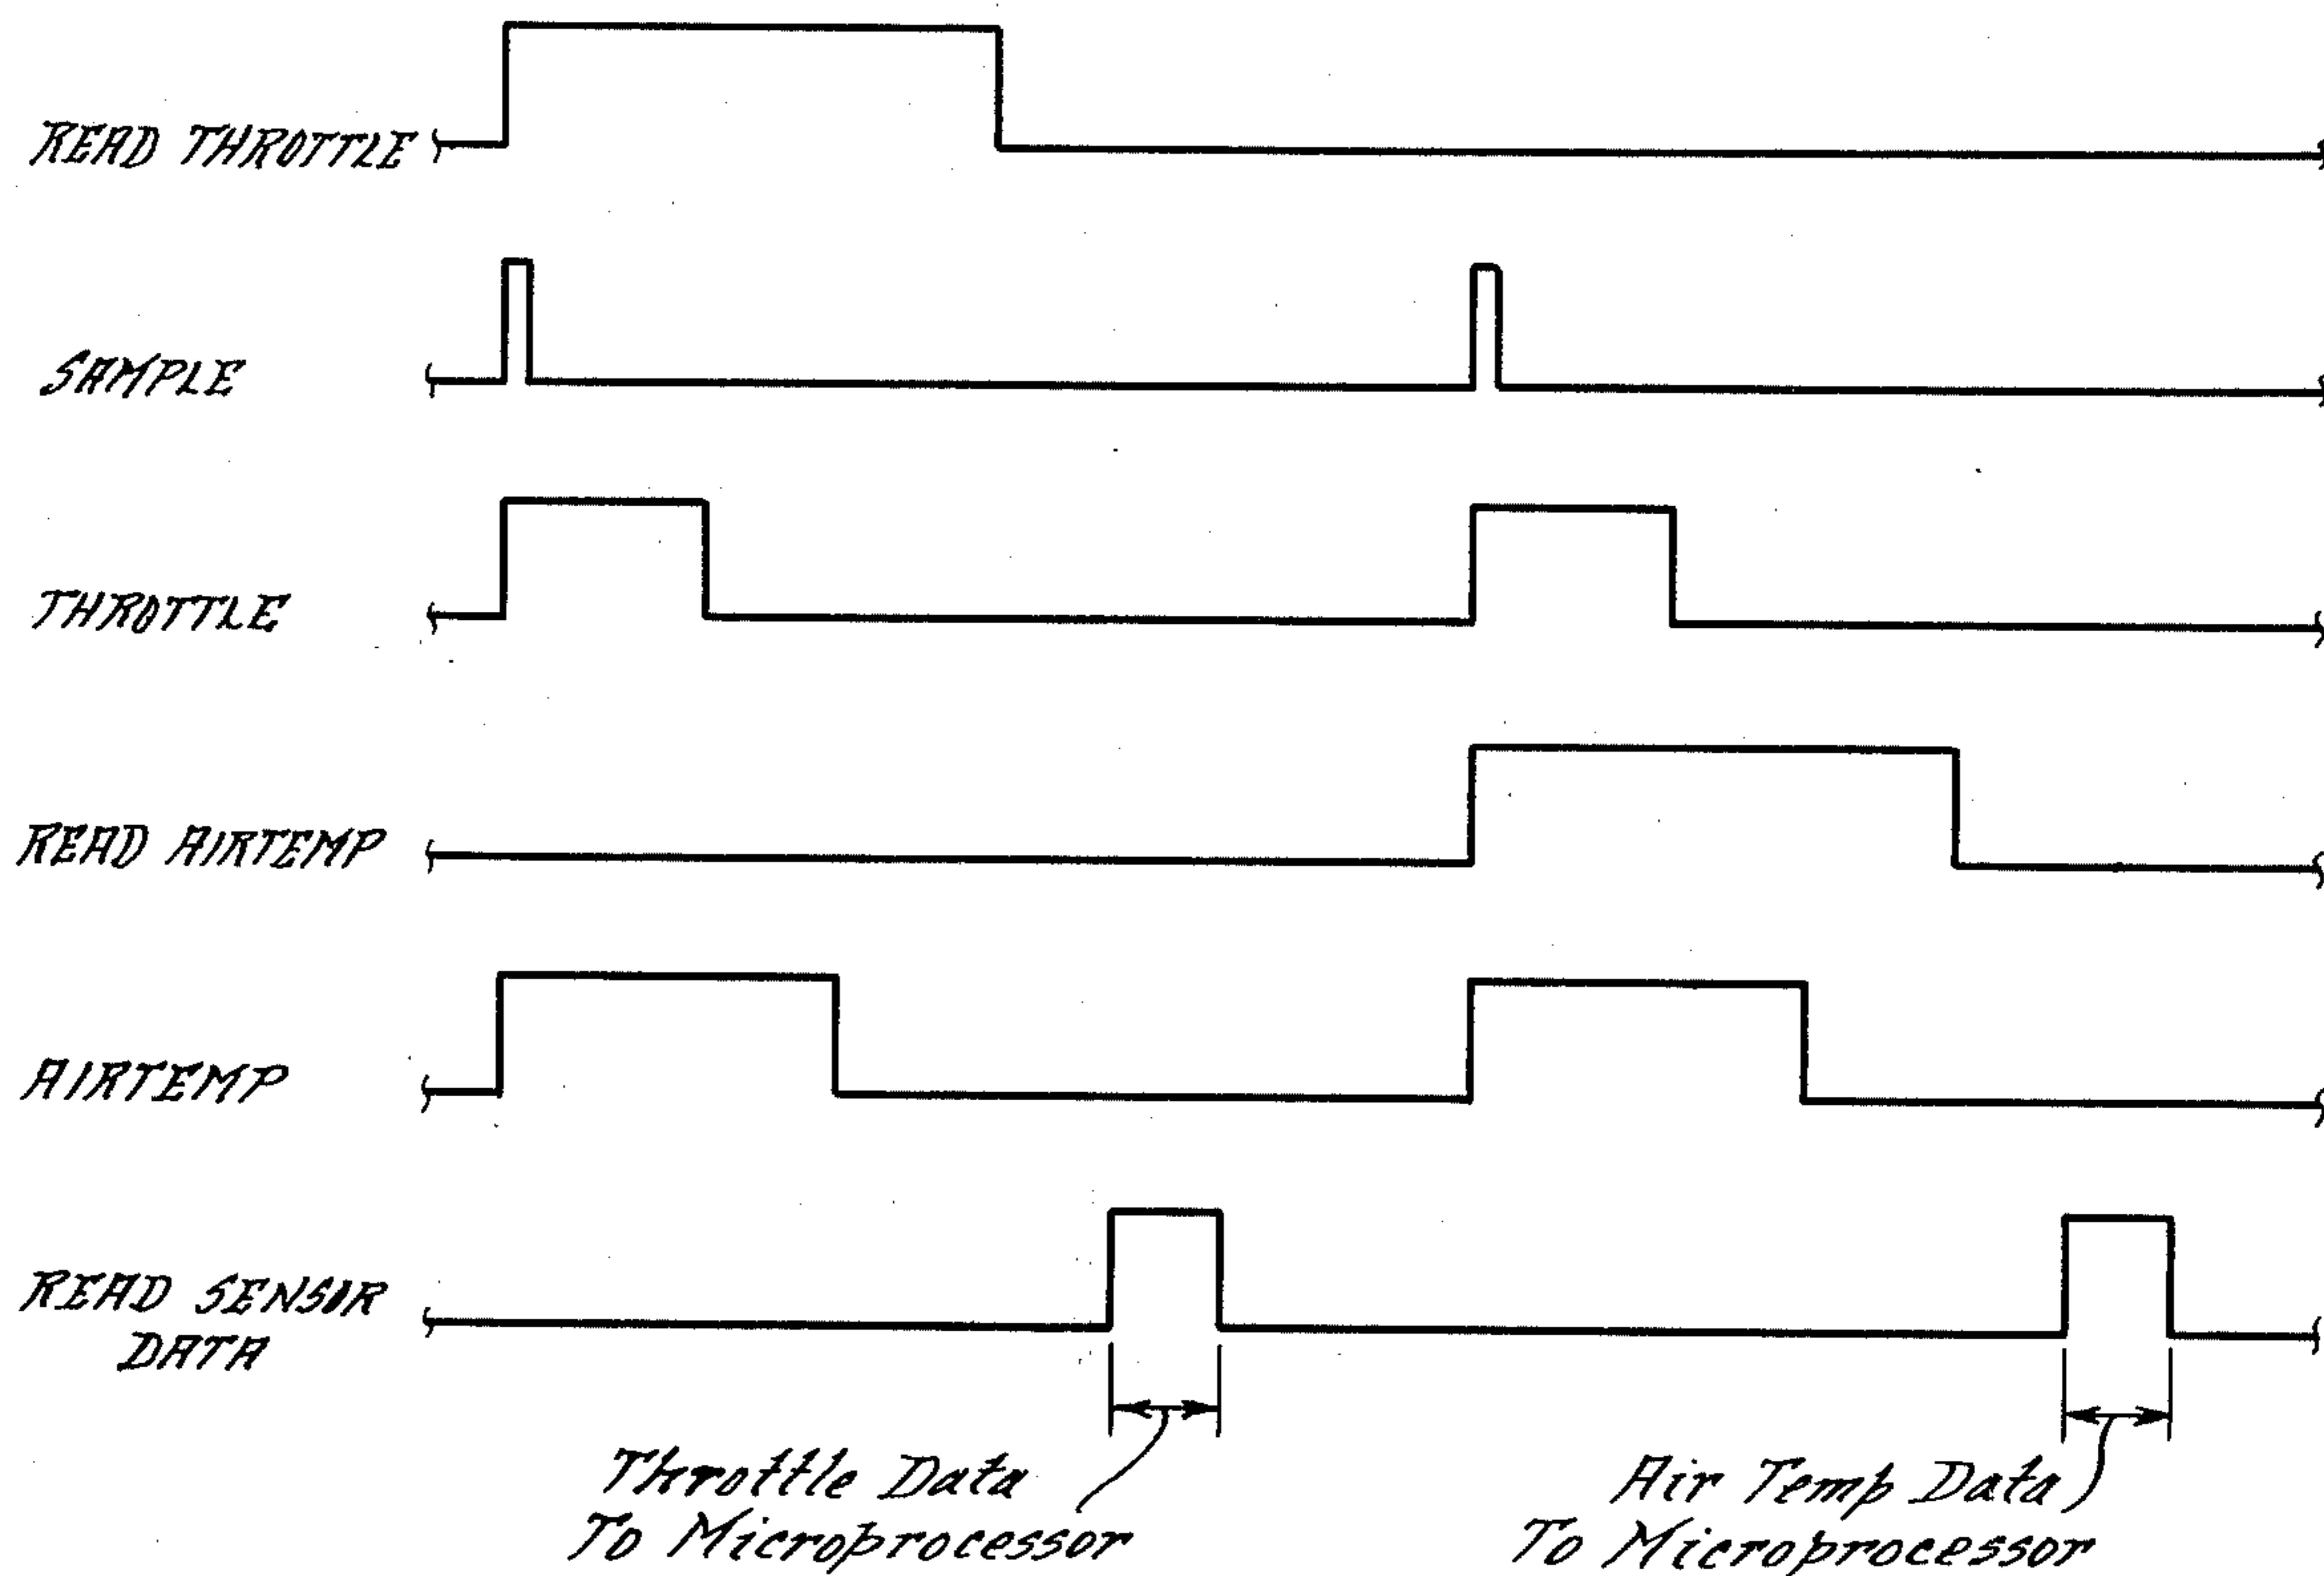 READ THROTTLE
SAMPLE
THROTTLE
READ AIRTEMP
AIRTEMP
READ SENSOR
DATA
Throttle Data
To Microprocessor
Air Temp Data
To Microprocessor